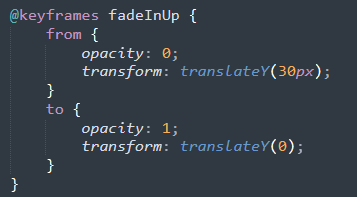 @keyframes fadeInUp {
    from {
        opacity: 0;
        transform: translateY(30px);
    }
    to {
        opacity: 1;
        transform: translateY(0);
    }
}